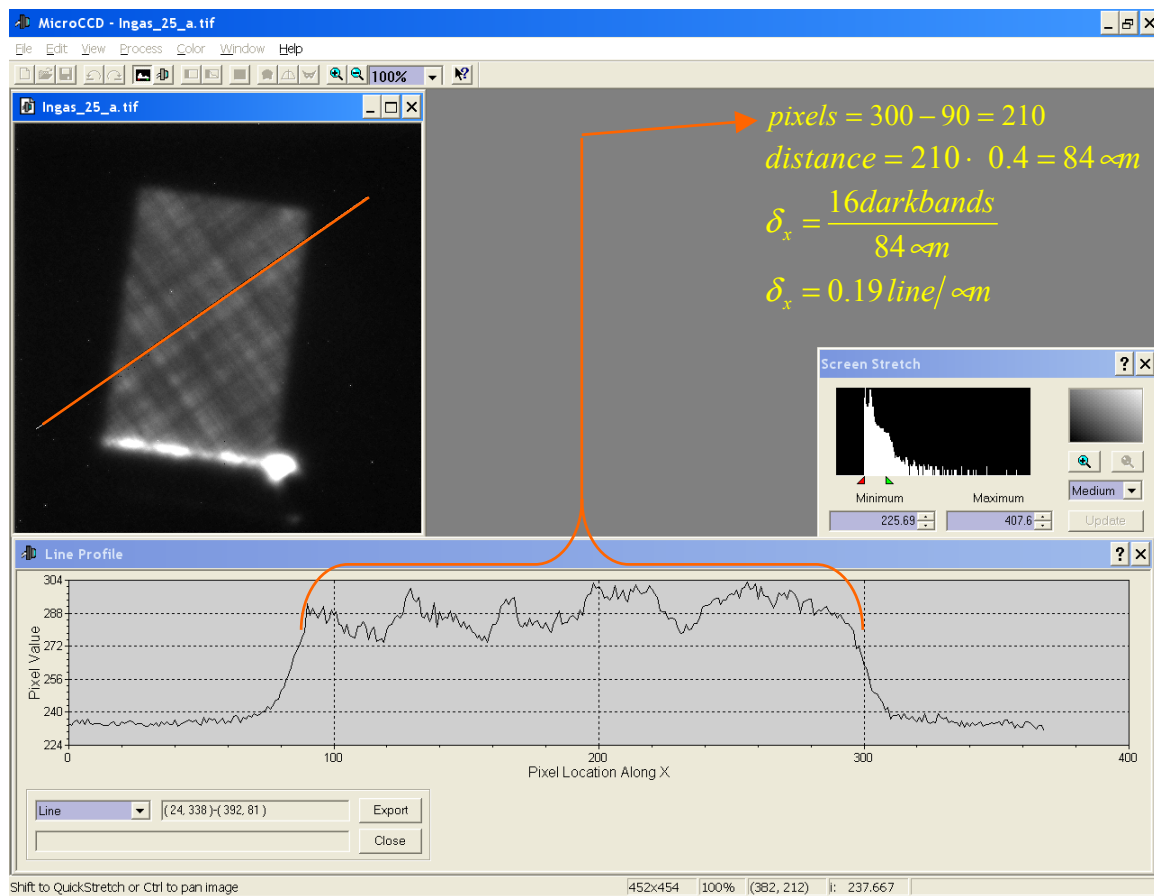 MicroCCD - Ingas_25_a.tif
File Edit View Process Color Window Help
100%
Ingas_25_a.tif
pixels = 300 − 90 = 210
distance = 210 · 0.4 = 84 ∝m
δx = 16darkbands / 84 ∝m
δx = 0.19 line/ ∝m
Screen Stretch
Minimum Maximum
225.69 407.6
Medium
Update
Line Profile
304
288
272
256
240
224
Pixel Value
0 100 200 300 400
Pixel Location Along X
Line (24, 338)-(392, 81) Export
Close
Shift to QuickStretch or Ctrl to pan image 452x454 100% (382, 212) i: 237.667